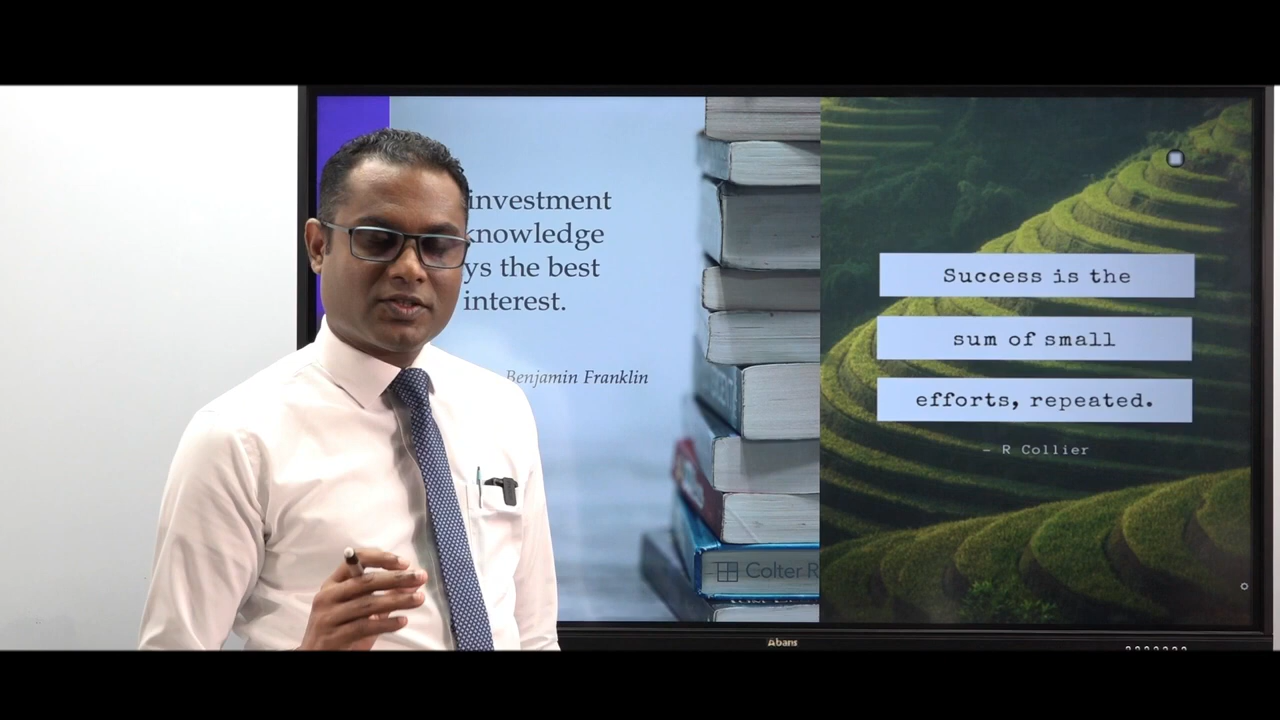 investment
knowledge
ys the best
interest.
Benjamin Franklin
Success is the
sum of small
efforts, repeated.
– R Collier
Colter R
Abans